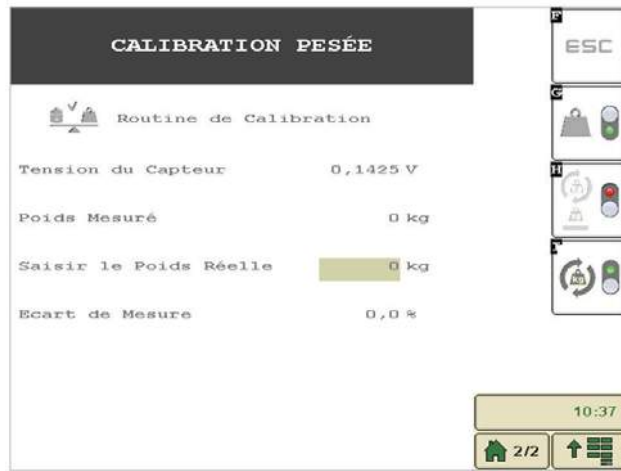 CALIBRATION PESÉE
Routine de Calibration
Tension du Capteur 0,1425 V
Poids Mesuré 0 kg
Saisir le Poids Réelle 0 kg
Ecart de Mesure 0,0 %
F
ESC
G
H
KG
10:37
2/2